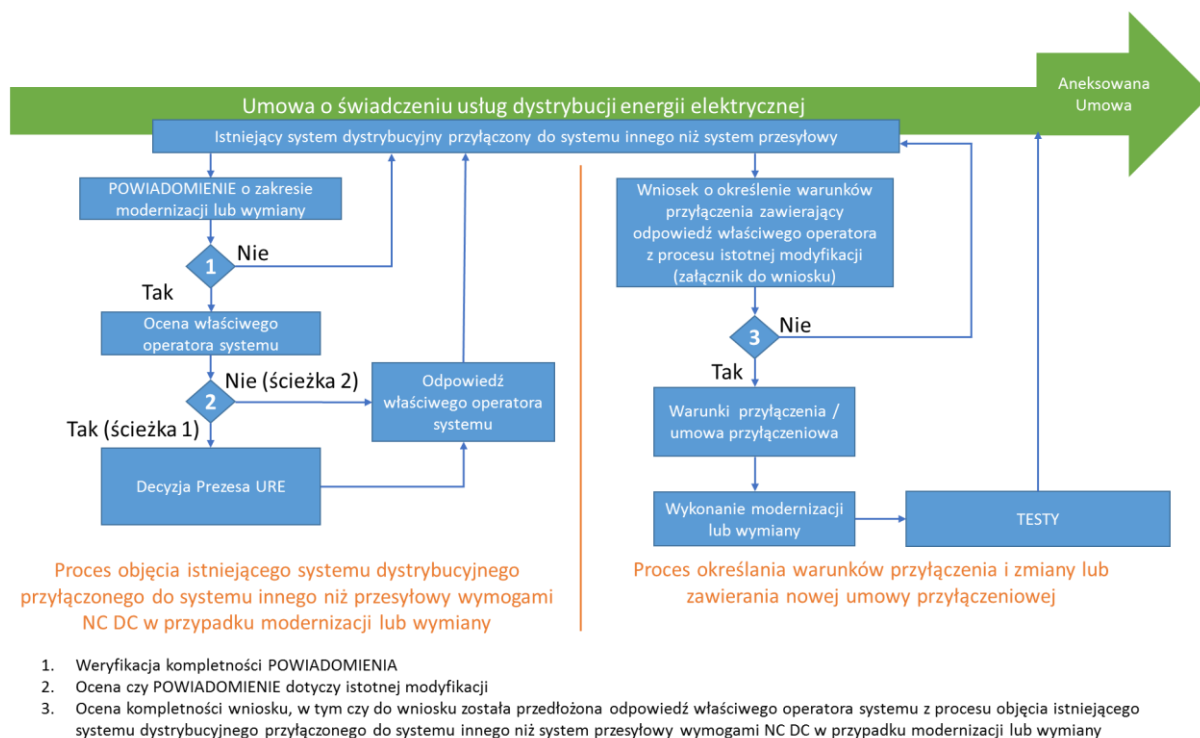 Aneksowana
Umowa
Umowa o świadczeniu usług dystrybucji energii elektrycznej
Istniejący system dystrybucyjny przyłączony do systemu innego niż system przesyłowy
POWIADOMIENIE o zakresie
modernizacji lub wymiany
1
Nie
Tak
Ocena właściwego
operatora systemu
2
Nie (ścieżka 2)
Tak (ścieżka 1)
Odpowiedź
właściwego operatora
systemu
Decyzja Prezesa URE
Wniosek o określenie warunków
przyłączenia zawierający
odpowiedź właściwego operatora
z procesu istotnej modyfikacji
(załącznik do wniosku)
3
Nie
Tak
Warunki przyłączenia /
umowa przyłączeniowa
Wykonanie modernizacji
lub wymiany
TESTY
Proces objęcia istniejącego systemu dystrybucyjnego
przyłączonego do systemu innego niż przesyłowy wymogami
NC DC w przypadku modernizacji lub wymiany
Proces określania warunków przyłączenia i zmiany lub
zawierania nowej umowy przyłączeniowej
1. Weryfikacja kompletności POWIADOMIENIA
2. Ocena czy POWIADOMIENIE dotyczy istotnej modyfikacji
3. Ocena kompletności wniosku, w tym czy do wniosku została przedłożona odpowiedź właściwego operatora systemu z procesu objęcia istniejącego
systemu dystrybucyjnego przyłączonego do systemu innego niż system przesyłowy wymogami NC DC w przypadku modernizacji lub wymiany